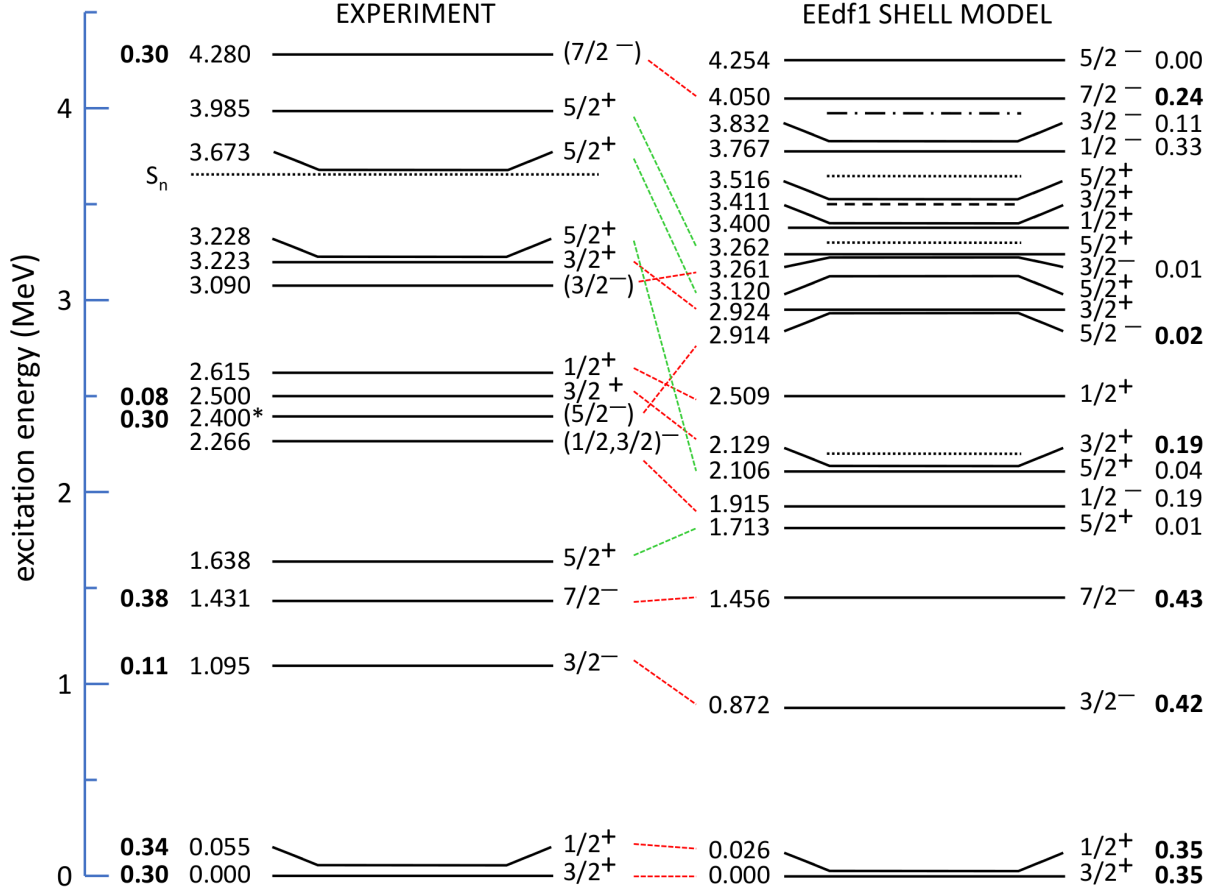 EXPERIMENT
EEdf1 SHELL MODEL
excitation energy (MeV)
4
3
2
1
0
0.30 4.280 (7/2 −)
3.985 5/2+
3.673 5/2+
Sn
3.228 5/2+
3.223 3/2+
3.090 (3/2−)
2.615 1/2+
0.08 2.500 3/2 +
0.30 2.400* (5/2−)
2.266 (1/2,3/2)−
1.638 5/2+
0.38 1.431 7/2−
0.11 1.095 3/2−
0.34 0.055 1/2+
0.30 0.000 3/2+
4.254 5/2 − 0.00
4.050 7/2 − 0.24
3.832 3/2 − 0.11
3.767 1/2 − 0.33
3.516 5/2+
3.411 3/2+
3.400 1/2+
3.262 5/2+
3.261 3/2− 0.01
3.120 5/2+
2.924 3/2+
2.914 5/2 − 0.02
2.509 1/2+
2.129 3/2+ 0.19
2.106 5/2+ 0.04
1.915 1/2 − 0.19
1.713 5/2+ 0.01
1.456 7/2− 0.43
0.872 3/2− 0.42
0.026 1/2+ 0.35
0.000 3/2+ 0.35